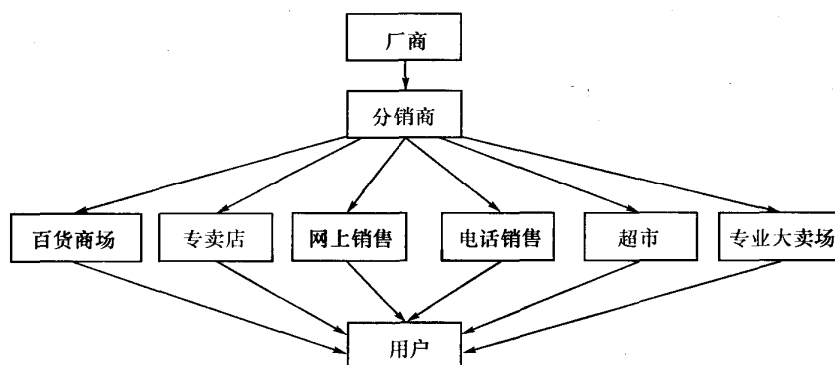 厂商
分销商
百货商场
专卖店
网上销售
电话销售
超市
专业大卖场
用户